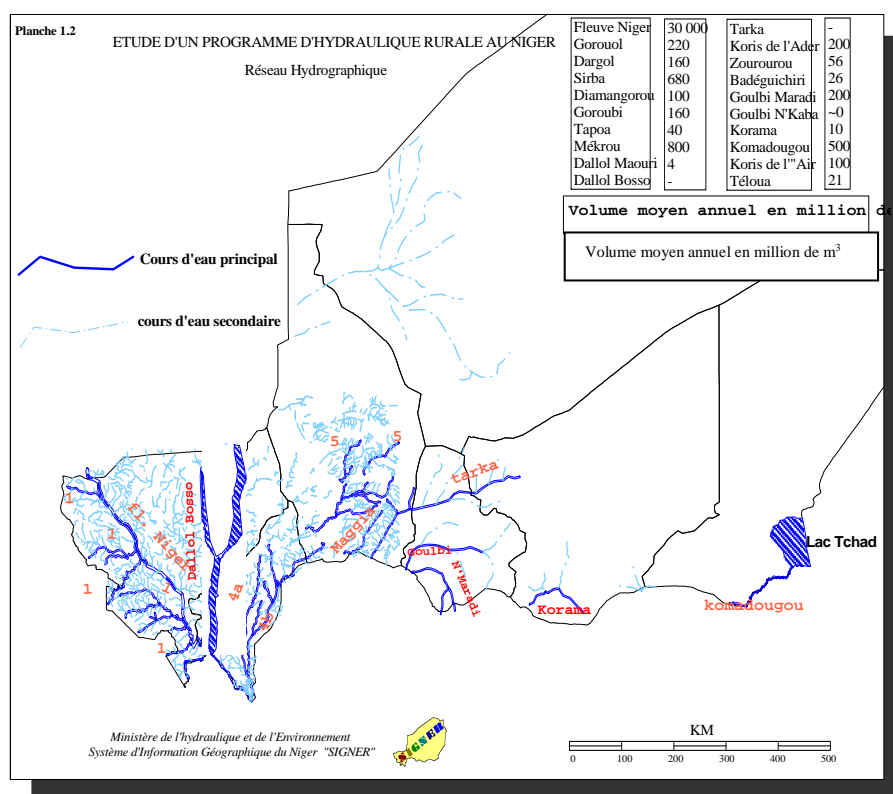 Planche 1.2
ETUDE D'UN PROGRAMME D'HYDRAULIQUE RURALE AU NIGER
Réseau Hydrographique
Fleuve Niger 30 000
Gorouol 220
Dargol 160
Sirba 680
Diamangorou 100
Goroubi 160
Tapoa 40
Mékrou 800
Dallol Maouri 4
Dallol Bosso -
Tarka -
Koris de l'Ader 200
Zourourou 56
Badéguichiri 26
Goulbi Maradi 200
Goulbi N'Kaba ~0
Korama 10
Komadougou 500
Koris de l'"Air 100
Téloua 21
Volume moyen annuel en million de
Volume moyen annuel en million de m³
Cours d'eau principal
cours d'eau secondaire
5
5
tarka
1
fl. Niger
1
1
1
1
Dallol Bosso
Maggia
4a
4b
Goulbi
N'Maradi
Korama
komadougou
Lac Tchad
Ministère de l'hydraulique et de l'Environnement
Système d'Information Géographique du Niger "SIGNER"
SIGNER
KM
0 100 200 300 400 500